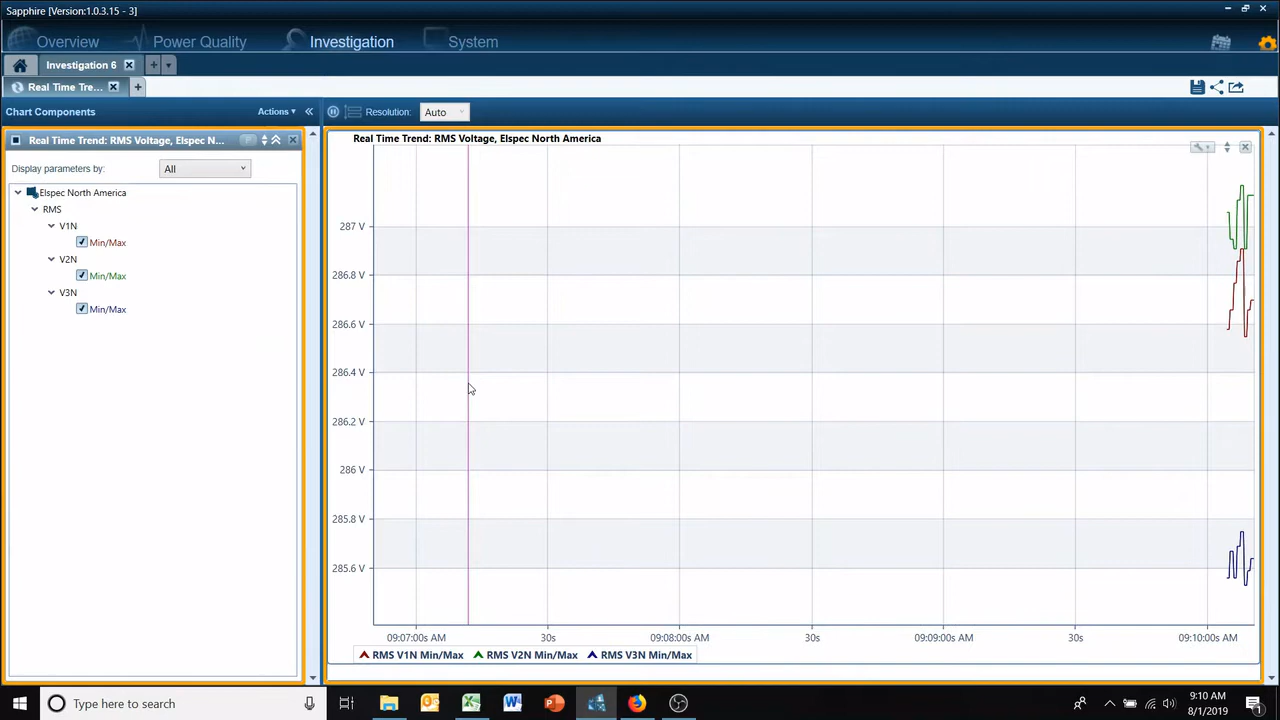 Sapphire [Version:1.0.3.15 - 3]
Overview
Power Quality
Investigation
System
Investigation 6
Real Time Tre...
Chart Components
Actions
Resolution:
Auto
Real Time Trend: RMS Voltage, Elspec N...
Display parameters by:
All
Elspec North America
RMS
V1N
Min/Max
V2N
Min/Max
V3N
Min/Max
Real Time Trend: RMS Voltage, Elspec North America
287 V
286.8 V
286.6 V
286.4 V
286.2 V
286 V
285.8 V
285.6 V
09:07:00s AM
30s
09:08:00s AM
30s
09:09:00s AM
30s
09:10:00s AM
RMS V1N Min/Max
RMS V2N Min/Max
RMS V3N Min/Max
Type here to search
9:10 AM
8/1/2019
1